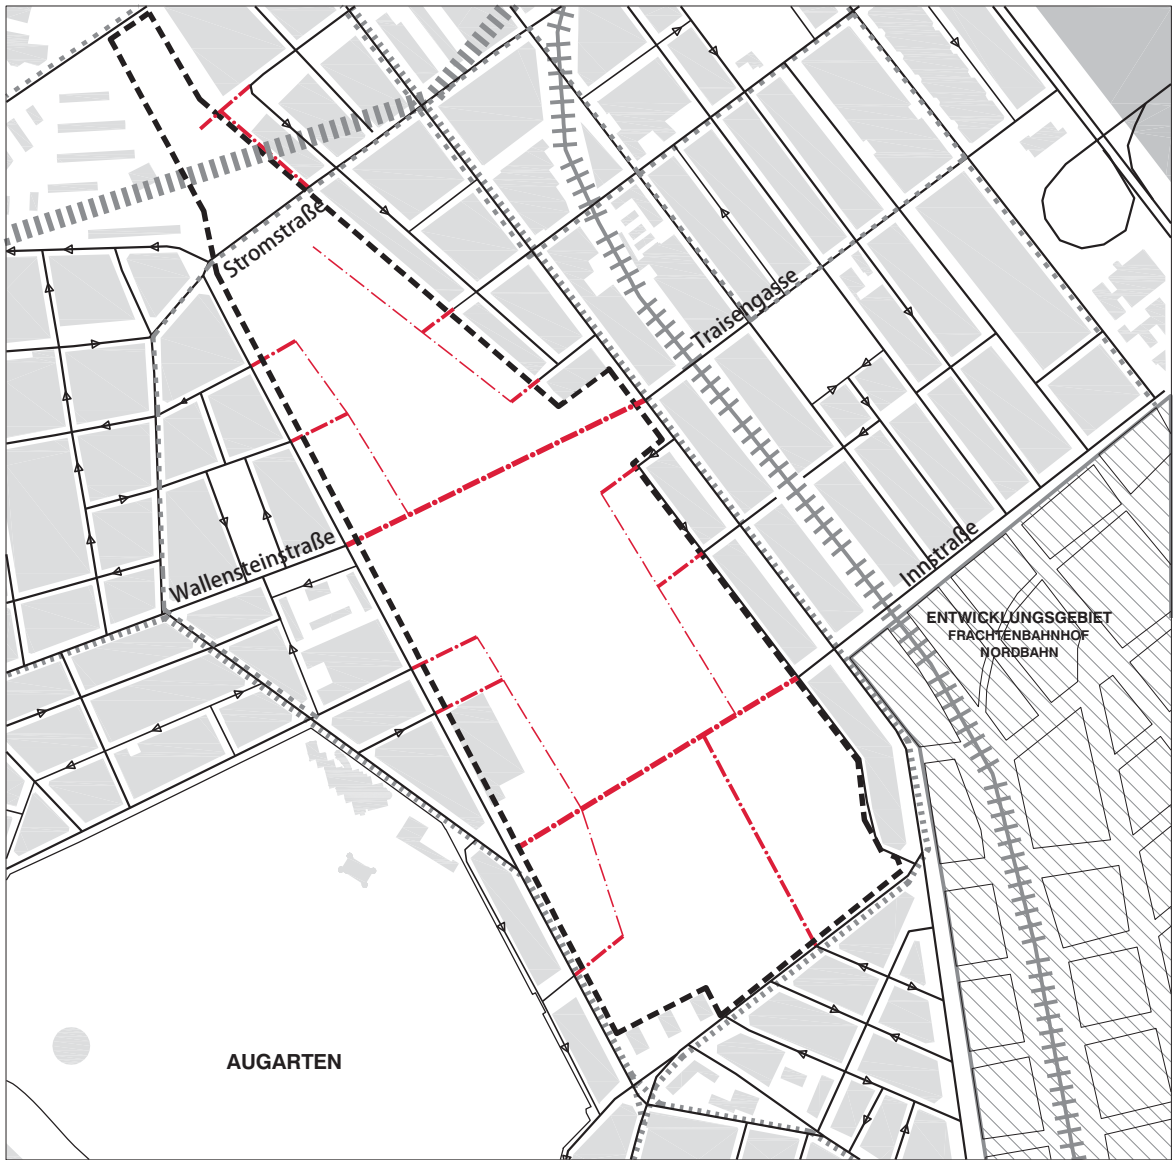 Stromstraße
Traisengasse
Wallensteinstraße
Innstraße
ENTWICKLUNGSGEBIET
FRACHTENBAHNHOF
NORDBAHN
AUGARTEN